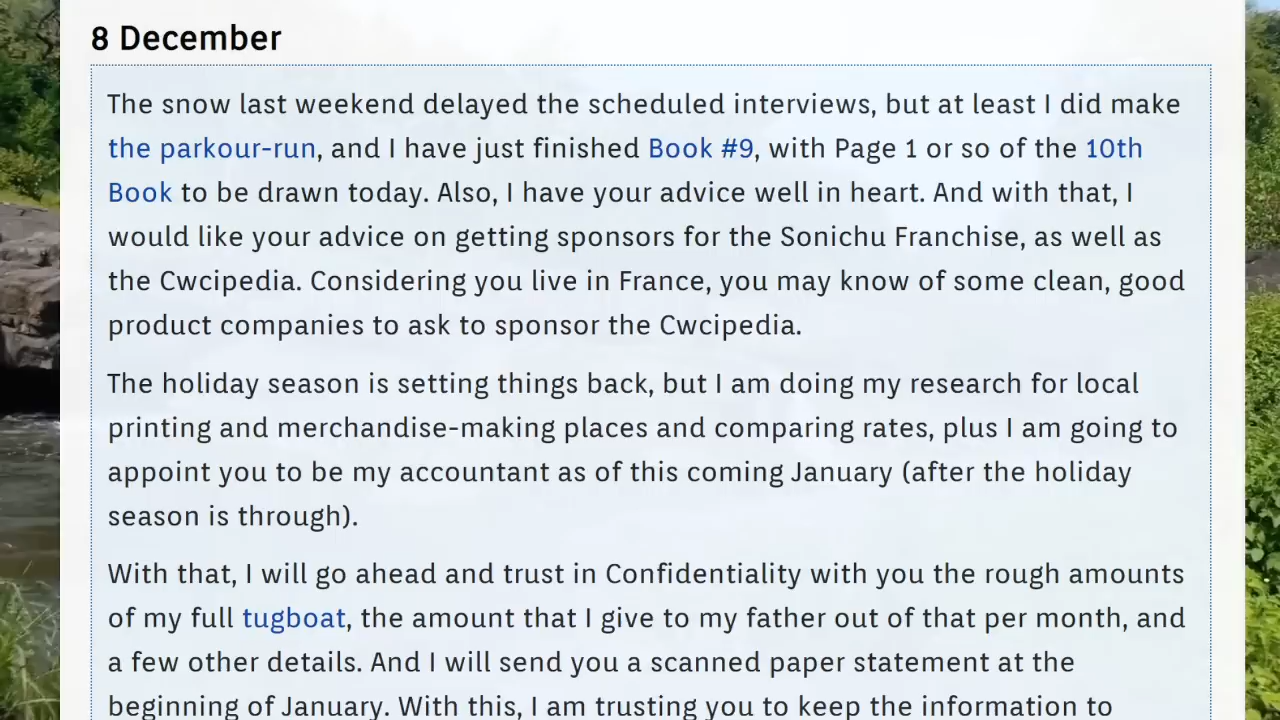 8 December
The snow last weekend delayed the scheduled interviews, but at least I did make
the parkour-run, and I have just finished Book #9, with Page 1 or so of the 10th
Book to be drawn today. Also, I have your advice well in heart. And with that, I
would like your advice on getting sponsors for the Sonichu Franchise, as well as
the Cwcipedia. Considering you live in France, you may know of some clean, good
product companies to ask to sponsor the Cwcipedia.
The holiday season is setting things back, but I am doing my research for local
printing and merchandise-making places and comparing rates, plus I am going to
appoint you to be my accountant as of this coming January (after the holiday
season is through).
With that, I will go ahead and trust in Confidentiality with you the rough amounts
of my full tugboat, the amount that I give to my father out of that per month, and
a few other details. And I will send you a scanned paper statement at the
beginning of January. With this, I am trusting you to keep the information to